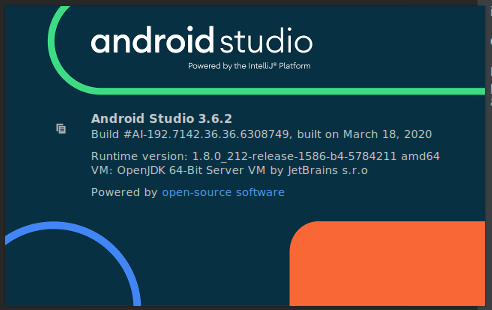 android studio
Powered by the IntelliJ® Platform
Android Studio 3.6.2
Build #AI-192.7142.36.36.6308749, built on March 18, 2020
Runtime version: 1.8.0_212-release-1586-b4-5784211 amd64
VM: OpenJDK 64-Bit Server VM by JetBrains s.r.o
Powered by open-source software